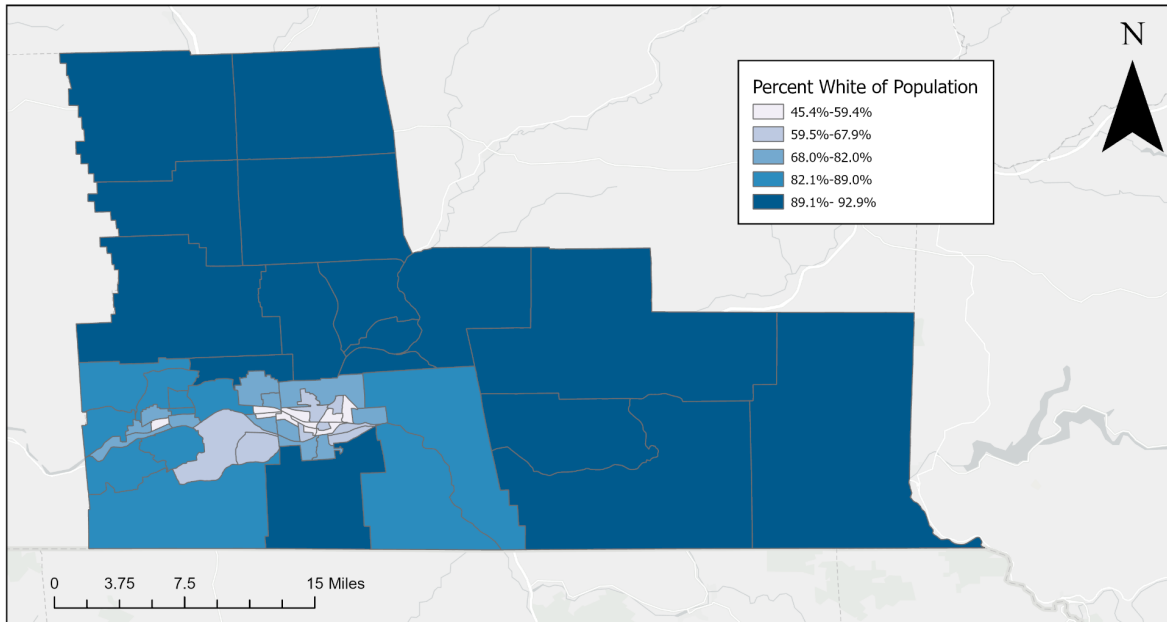 N
Percent White of Population
45.4%-59.4%
59.5%-67.9%
68.0%-82.0%
82.1%-89.0%
89.1%- 92.9%
0 3.75 7.5 15 Miles